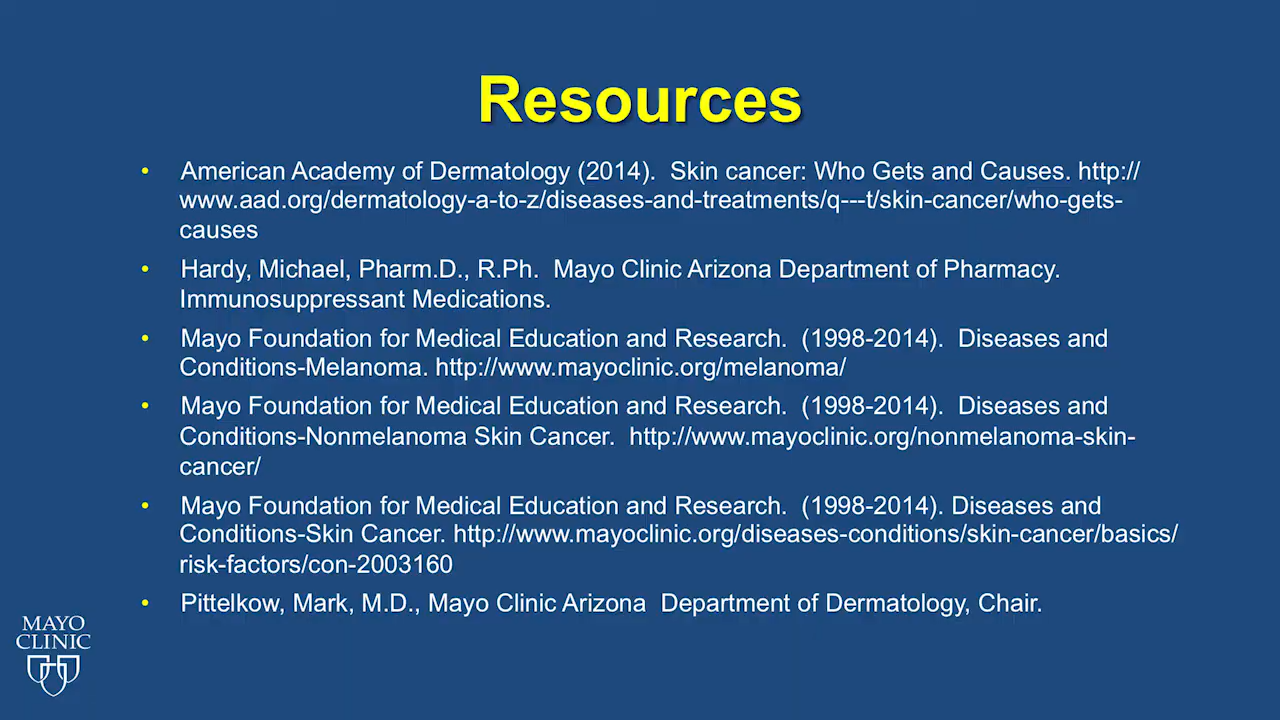 Resources
• American Academy of Dermatology (2014).  Skin cancer: Who Gets and Causes. http://
www.aad.org/dermatology-a-to-z/diseases-and-treatments/q---t/skin-cancer/who-gets-
causes
• Hardy, Michael, Pharm.D., R.Ph.  Mayo Clinic Arizona Department of Pharmacy.
Immunosuppressant Medications.
• Mayo Foundation for Medical Education and Research.  (1998-2014).  Diseases and
Conditions-Melanoma. http://www.mayoclinic.org/melanoma/
• Mayo Foundation for Medical Education and Research.  (1998-2014).  Diseases and
Conditions-Nonmelanoma Skin Cancer.  http://www.mayoclinic.org/nonmelanoma-skin-
cancer/
• Mayo Foundation for Medical Education and Research.  (1998-2014). Diseases and
Conditions-Skin Cancer. http://www.mayoclinic.org/diseases-conditions/skin-cancer/basics/
risk-factors/con-2003160
• Pittelkow, Mark, M.D., Mayo Clinic Arizona  Department of Dermatology, Chair.
MAYO
CLINIC